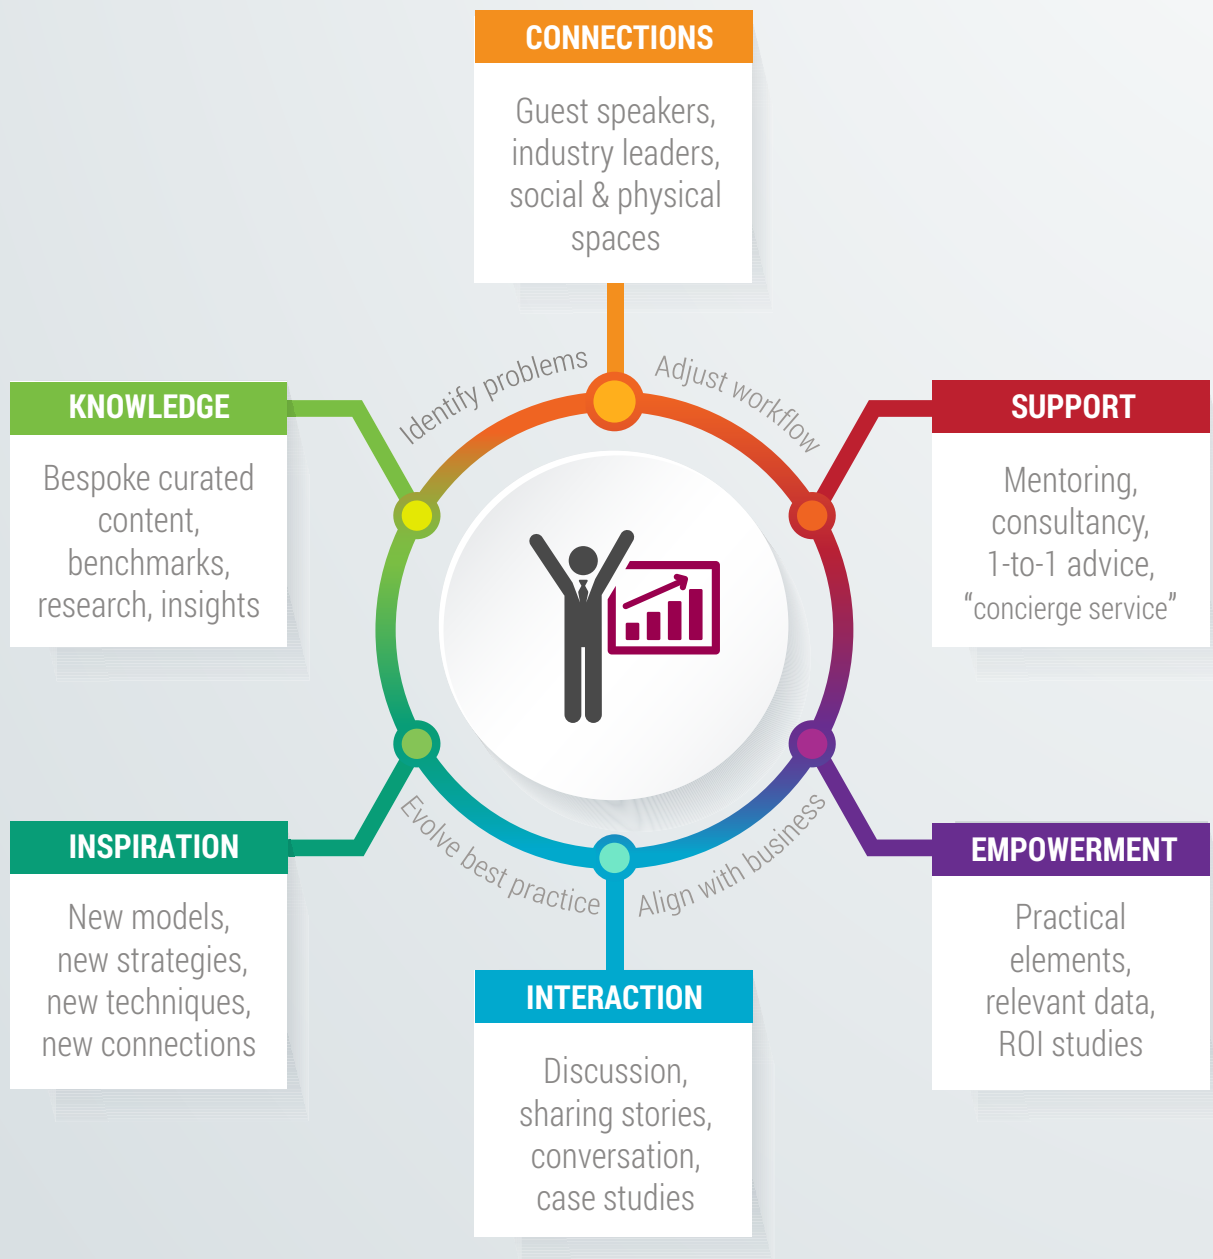 CONNECTIONS
Guest speakers,
industry leaders,
social & physical
spaces
Identify problems
Adjust workflow
KNOWLEDGE
Bespoke curated
content,
benchmarks,
research, insights
SUPPORT
Mentoring,
consultancy,
1-to-1 advice,
“concierge service”
INSPIRATION
New models,
new strategies,
new techniques,
new connections
Evolve best practice
Align with business
EMPOWERMENT
Practical
elements,
relevant data,
ROI studies
INTERACTION
Discussion,
sharing stories,
conversation,
case studies